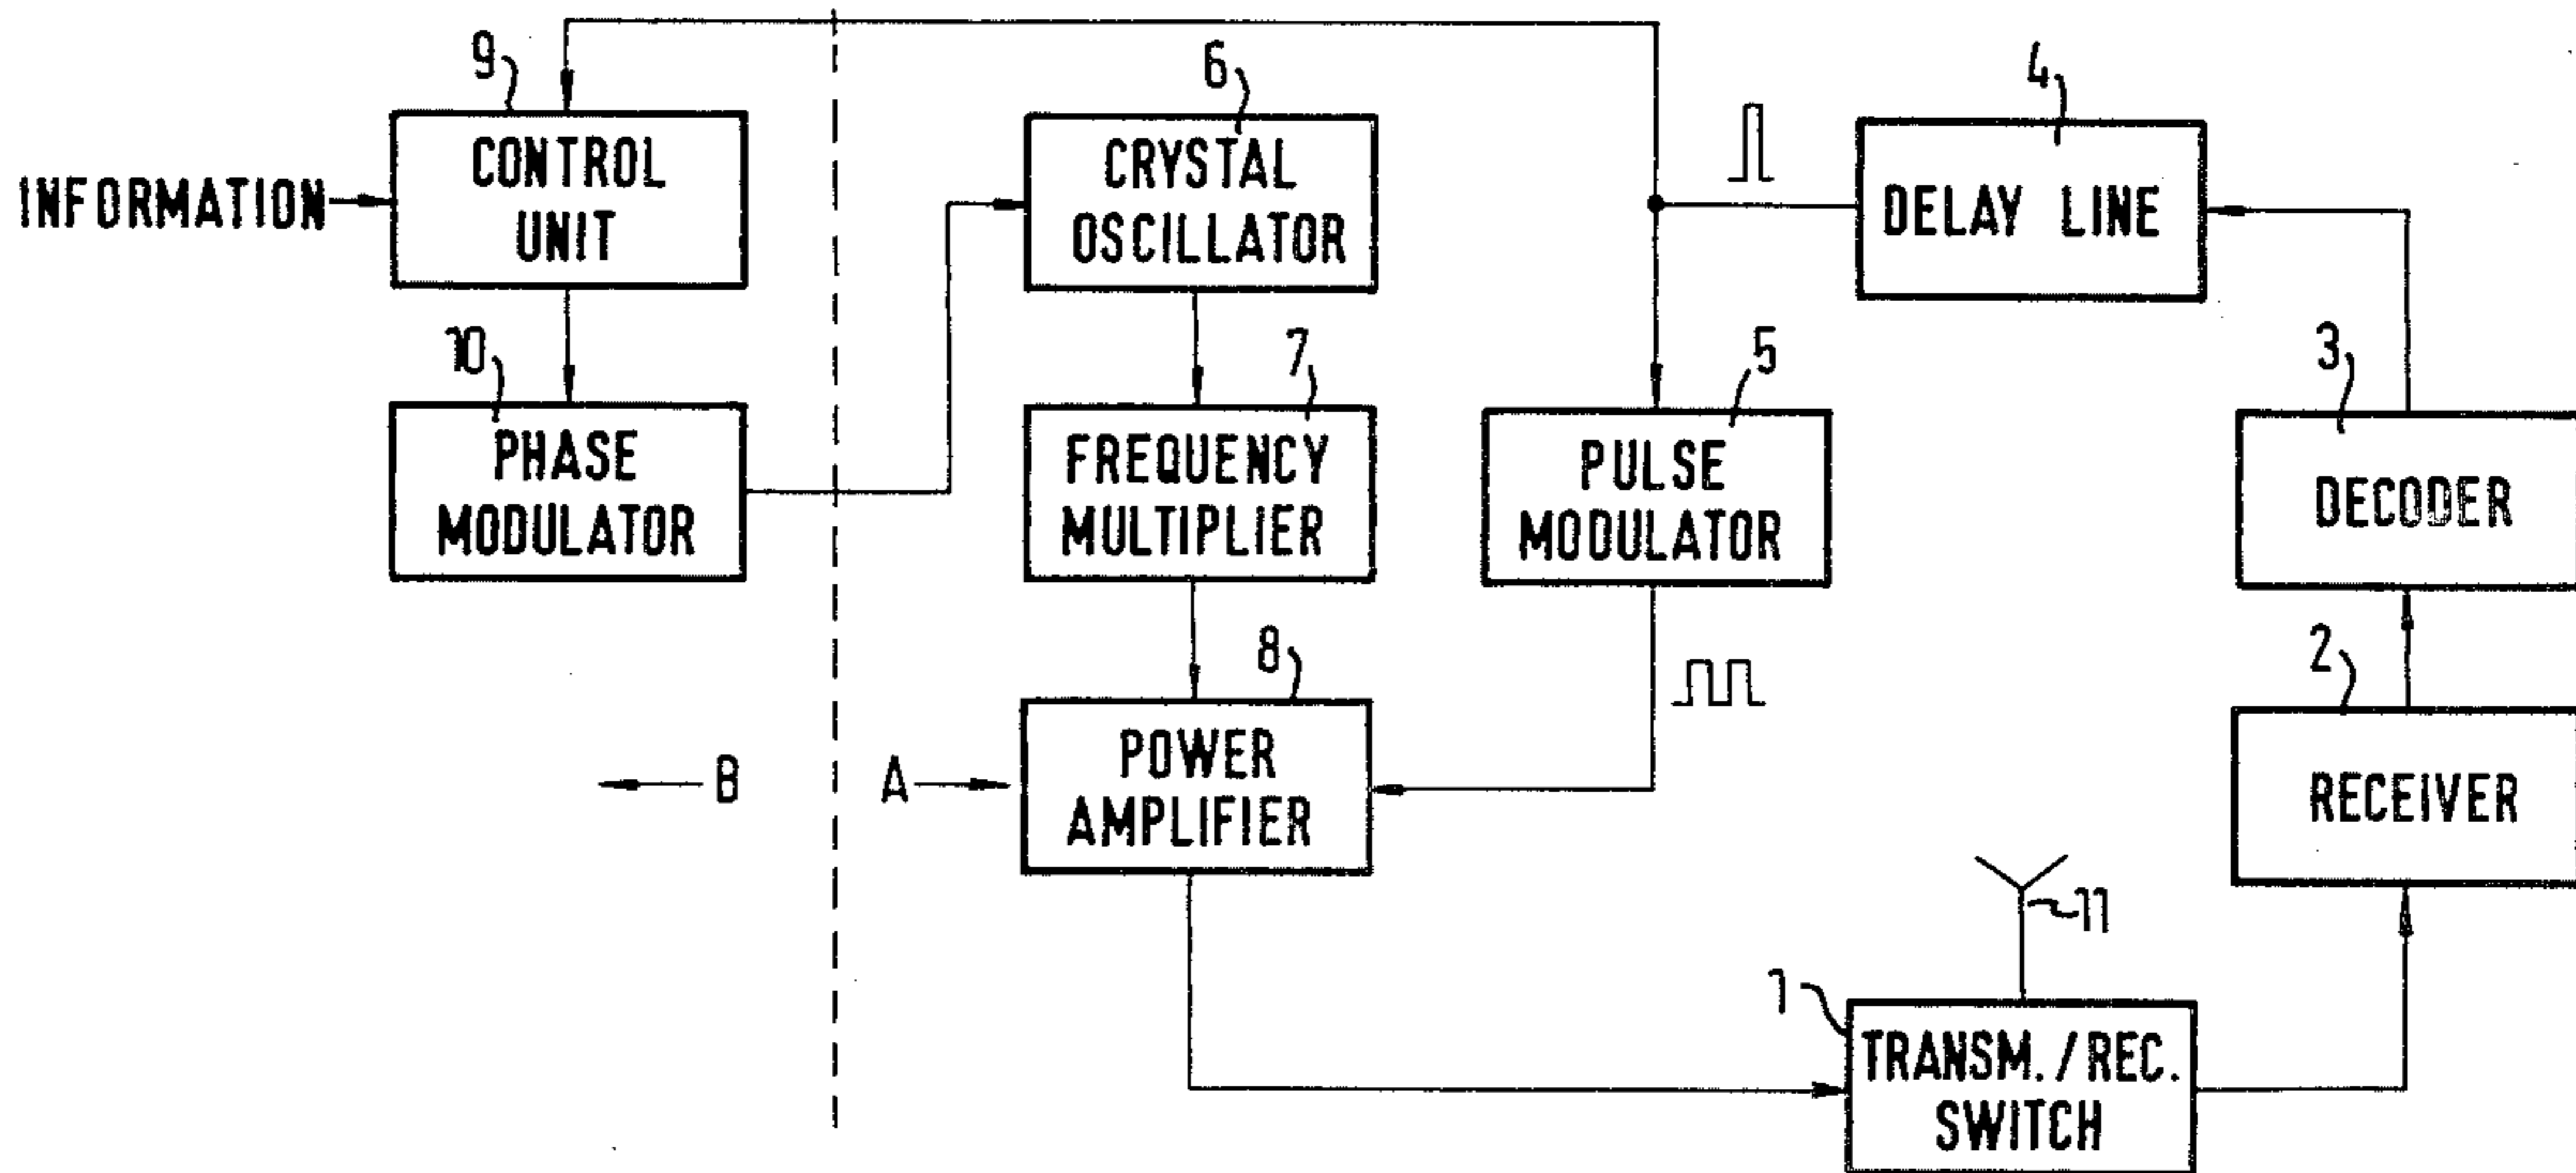 9
CONTROL
UNIT
INFORMATION
6
CRYSTAL
OSCILLATOR
4
DELAY LINE
10
PHASE
MODULATOR
7
FREQUENCY
MULTIPLIER
5
PULSE
MODULATOR
3
DECODER
B
A
8
POWER
AMPLIFIER
2
RECEIVER
11
1
TRANSM./REC.
SWITCH